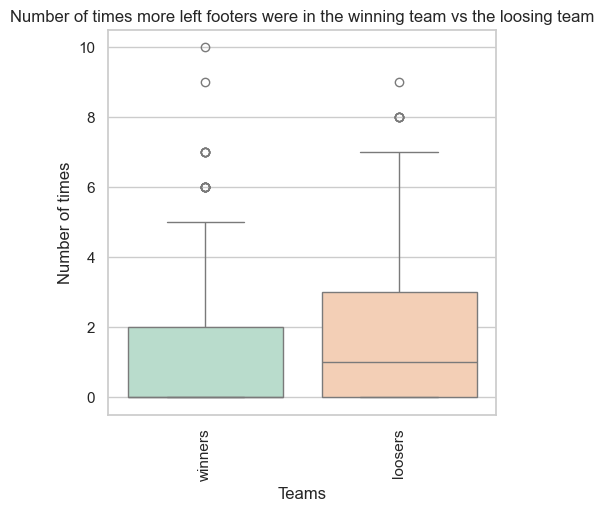 Number of times more left footers were in the winning team vs the loosing team
10
8
6
4
2
0
Number of times
winners
loosers
Teams